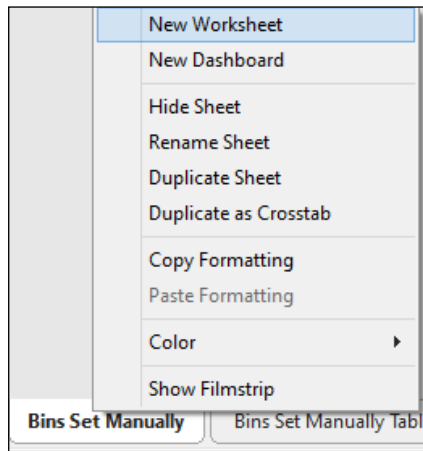 New Worksheet
New Dashboard
Hide Sheet
Rename Sheet
Duplicate Sheet
Duplicate as Crosstab
Copy Formatting
Paste Formatting
Color
Show Filmstrip
Bins Set Manually Bins Set Manually Tabl